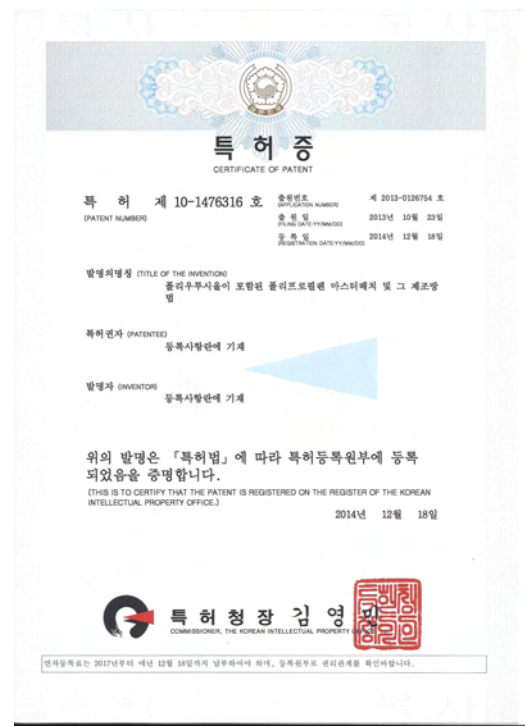 특허증
CERTIFICATE OF PATENT
특 허 제 10-1476316 호
(PATENT NUMBER)
출원번호 제 2013-0126754 호
(APPLICATION NUMBER)
출 원 일 2013년 10월 23일
(FILING DATE:YY/MM/DD)
등 록 일 2014년 12월 18일
(REGISTRATION DATE:YY/MM/DD)
발명의명칭 (TITLE OF THE INVENTION)
폴리우루시올이 포함된 폴리프로필렌 마스터배치 및 그 제조방
법
특허권자 (PATENTEE)
등록사항란에 기재
발명자 (INVENTOR)
등록사항란에 기재
위의 발명은 「특허법」에 따라 특허등록원부에 등록
되었음을 증명합니다.
(THIS IS TO CERTIFY THAT THE PATENT IS REGISTERED ON THE REGISTER OF THE KOREAN
INTELLECTUAL PROPERTY OFFICE.)
2014년 12월 18일
특허청장 김영민
COMMISSIONER, THE KOREAN INTELLECTUAL PROPERTY OFFICE
연차등록료는 2017년부터 매년 12월 18일까지 납부하여야 하며, 등록원부로 권리관계를 확인바랍니다.